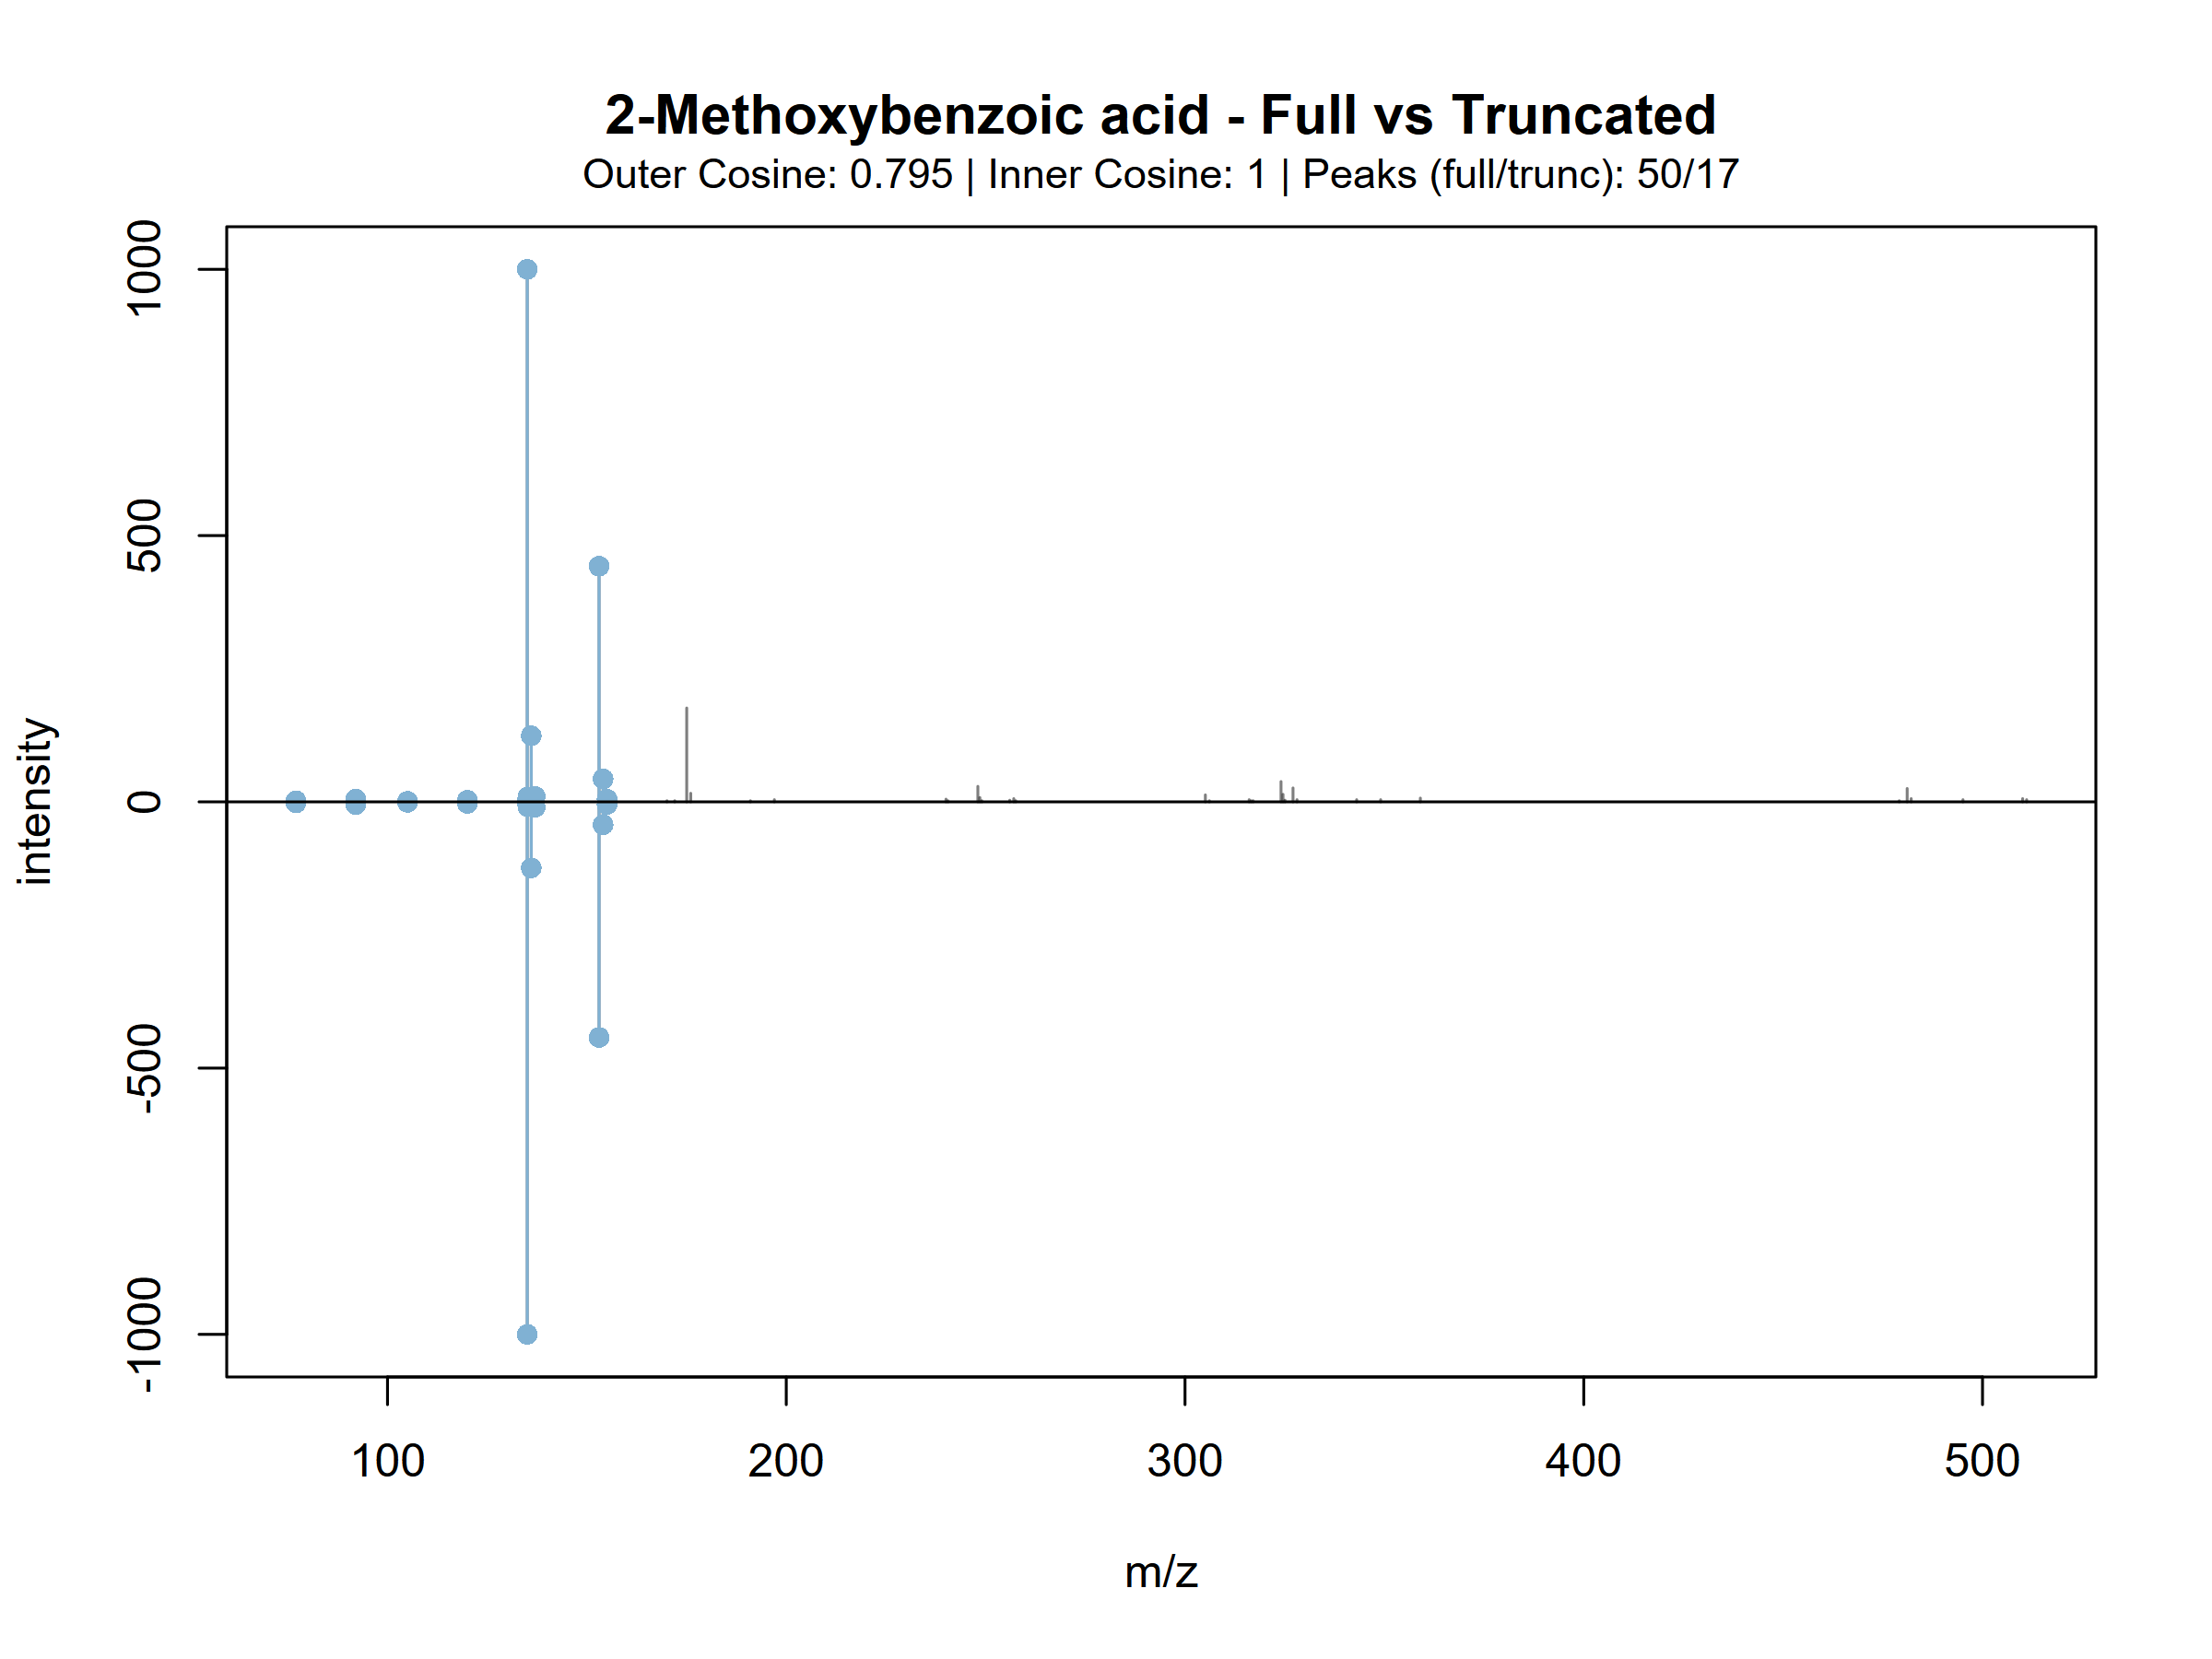 2-Methoxybenzoic acid - Full vs Truncated
Outer Cosine: 0.795 | Inner Cosine: 1 | Peaks (full/trunc): 50/17
1000
500
0
-500
-1000
intensity
100 200 300 400 500
m/z